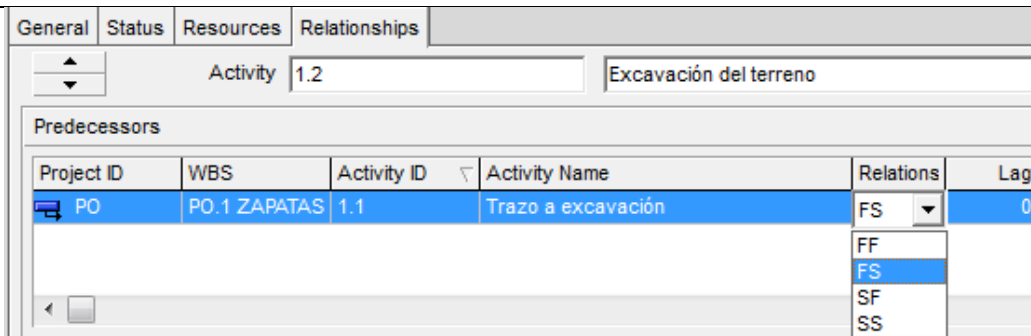 General Status Resources Relationships
Activity 1.2 Excavación del terreno
Predecessors
Project ID WBS Activity ID Activity Name Relations Lag
PO PO.1 ZAPATAS 1.1 Trazo a excavación FS 0
FF
FS
SF
SS